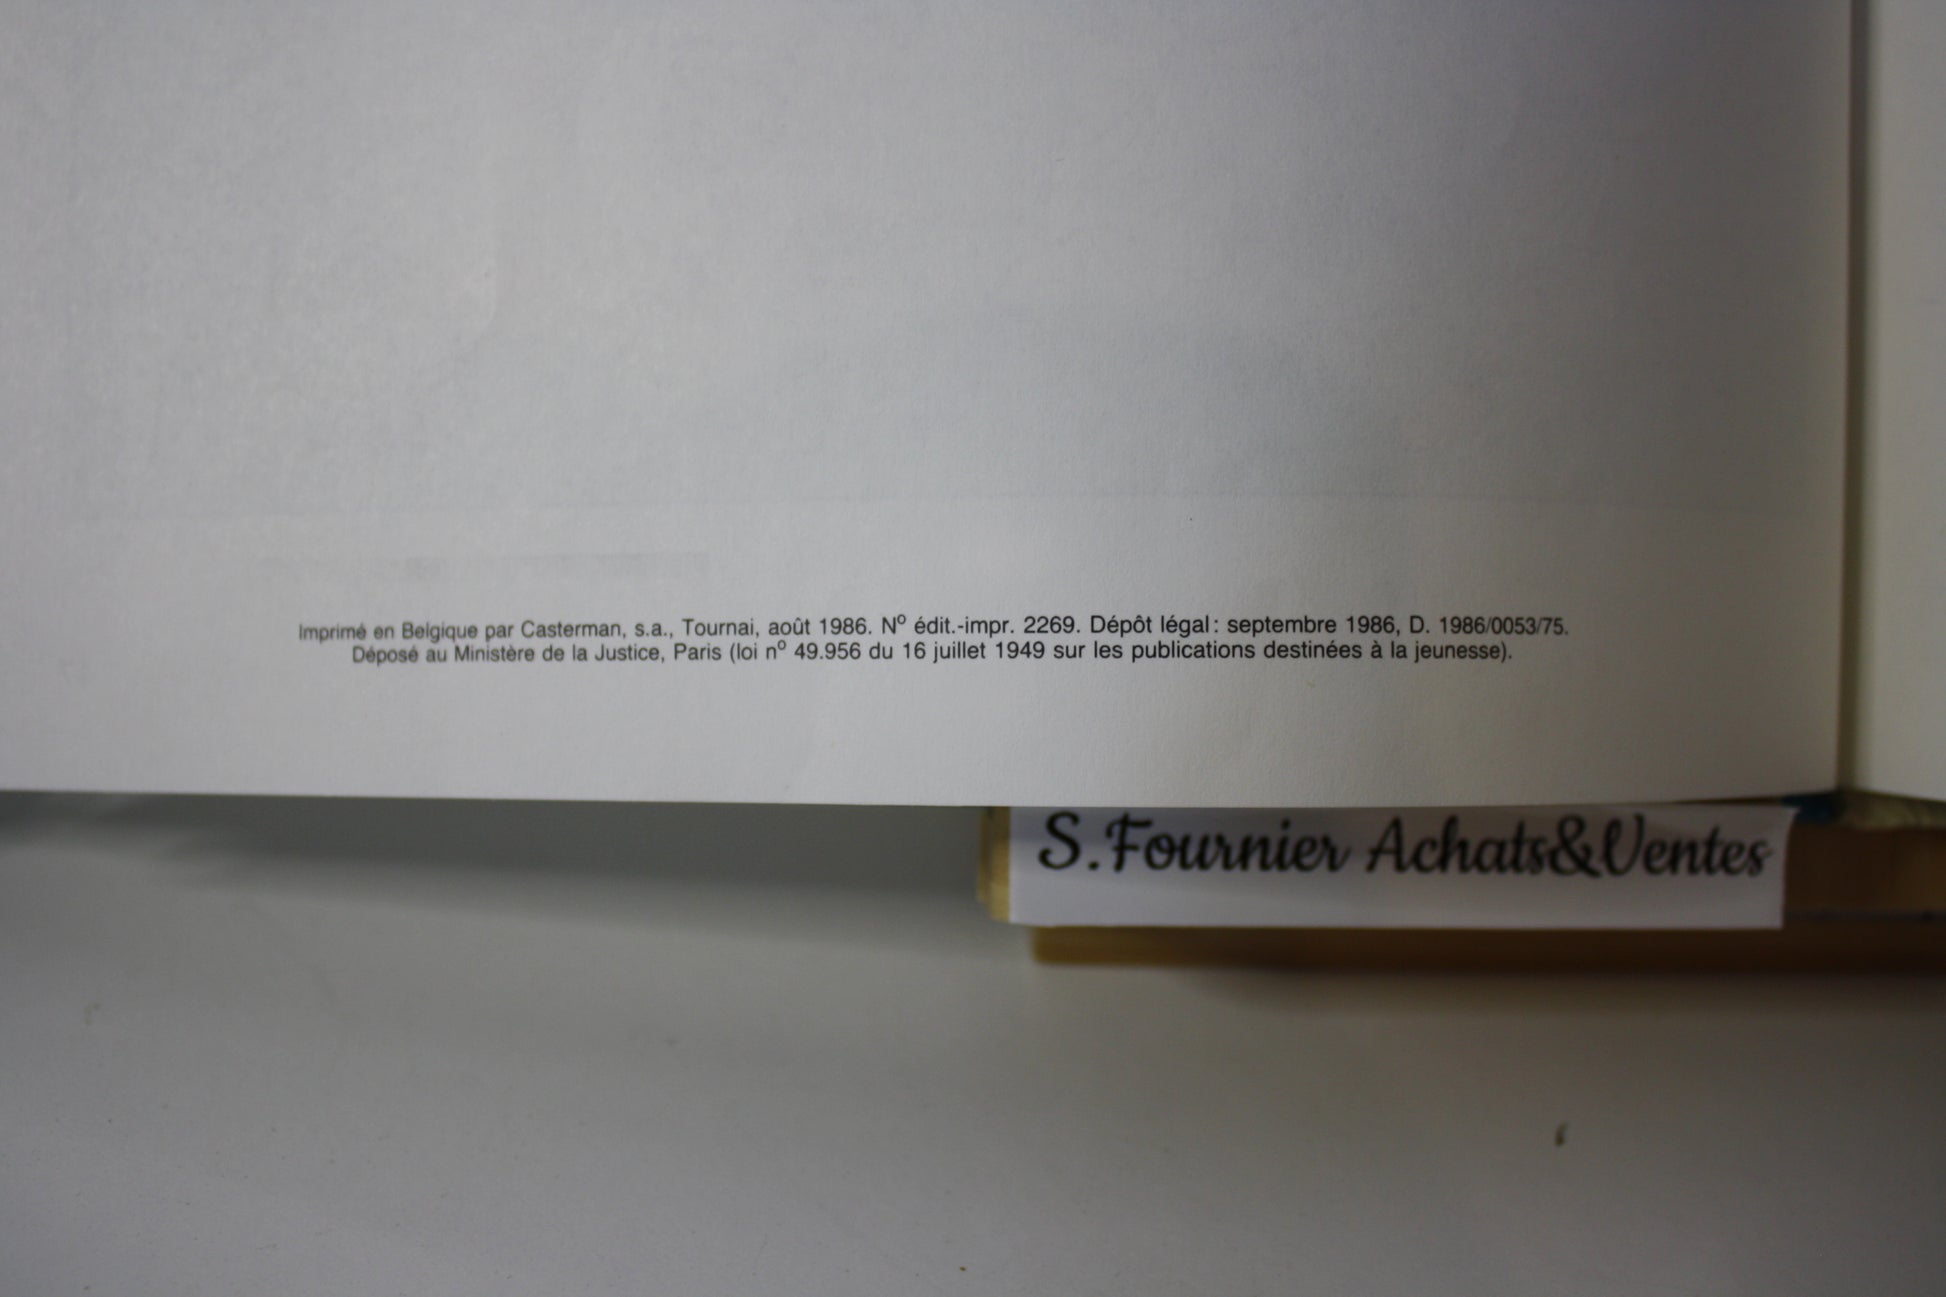 Imprimé en Belgique par Casterman, s.a., Tournai, août 1986. Nº édit.-impr. 2269. Dépôt légal : septembre 1986, D. 1986/0053/75.
Déposé au Ministère de la Justice, Paris (loi nº 49.956 du 16 juillet 1949 sur les publications destinées à la jeunesse).
S.Fournier Achats&Ventes